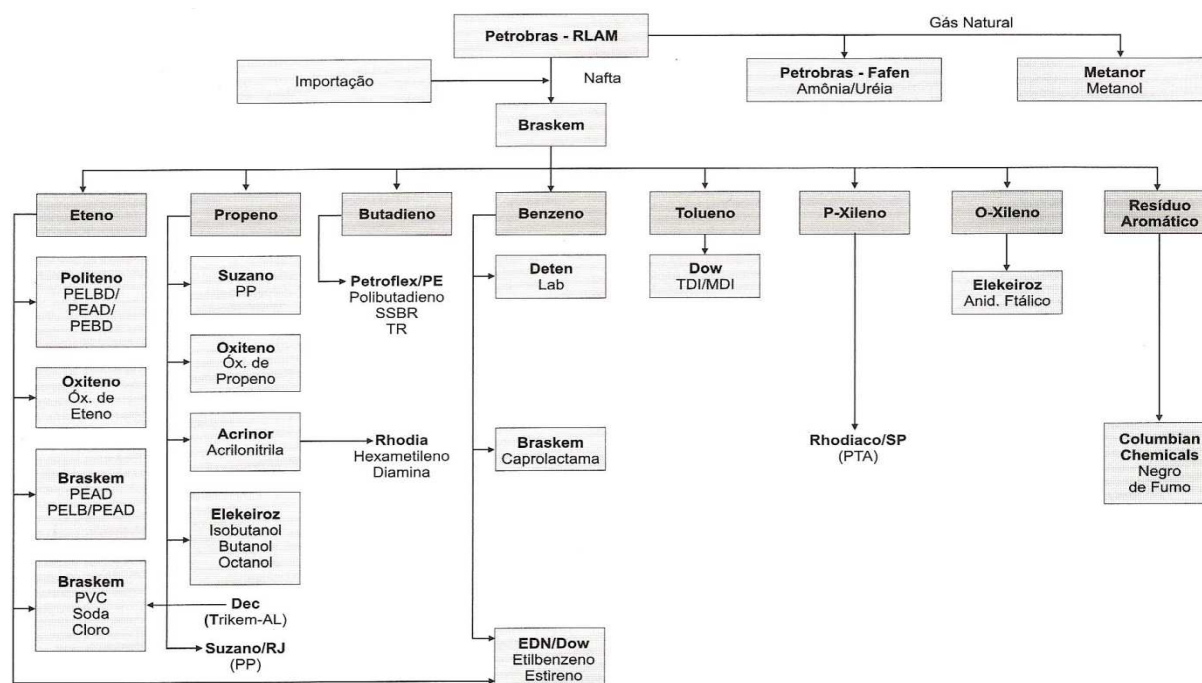 Petrobras - RLAM
Gás Natural
Importação
Nafta
Petrobras - Fafen
Amônia/Uréia
Metanor
Metanol
Braskem
Eteno
Propeno
Butadieno
Benzeno
Tolueno
P-Xileno
O-Xileno
Resíduo
Aromático
Politeno
PELBD/
PEAD/
PEBD
Suzano
PP
Petroflex/PE
Polibutadieno
SSBR
TR
Deten
Lab
Dow
TDI/MDI
Elekeiroz
Anid. Ftálico
Oxiteno
Óx. de
Eteno
Oxiteno
Óx. de
Propeno
Acrinor
Acrilonitrila
Rhodia
Hexametileno
Diamina
Braskem
Caprolactama
Rhodiaco/SP
(PTA)
Columbian
Chemicals
Negro
de Fumo
Braskem
PEAD
PELB/PEAD
Elekeiroz
Isobutanol
Butanol
Octanol
Braskem
PVC
Soda
Cloro
Dec
(Trikem-AL)
Suzano/RJ
(PP)
EDN/Dow
Etilbenzeno
Estireno